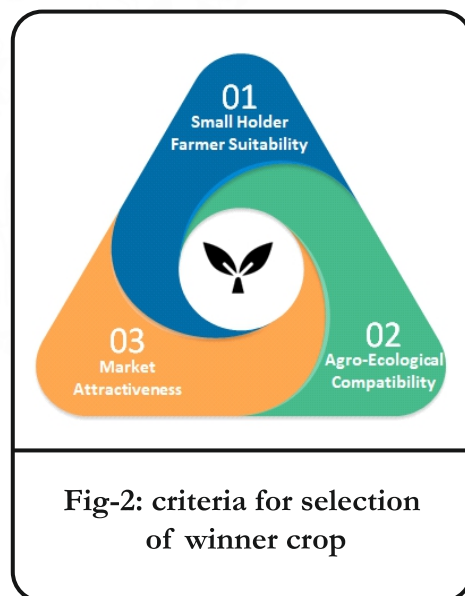 01
Small Holder
Farmer Suitability
02
Agro-Ecological
Compatibility
03
Market
Attractiveness
Fig-2: criteria for selection
of winner crop